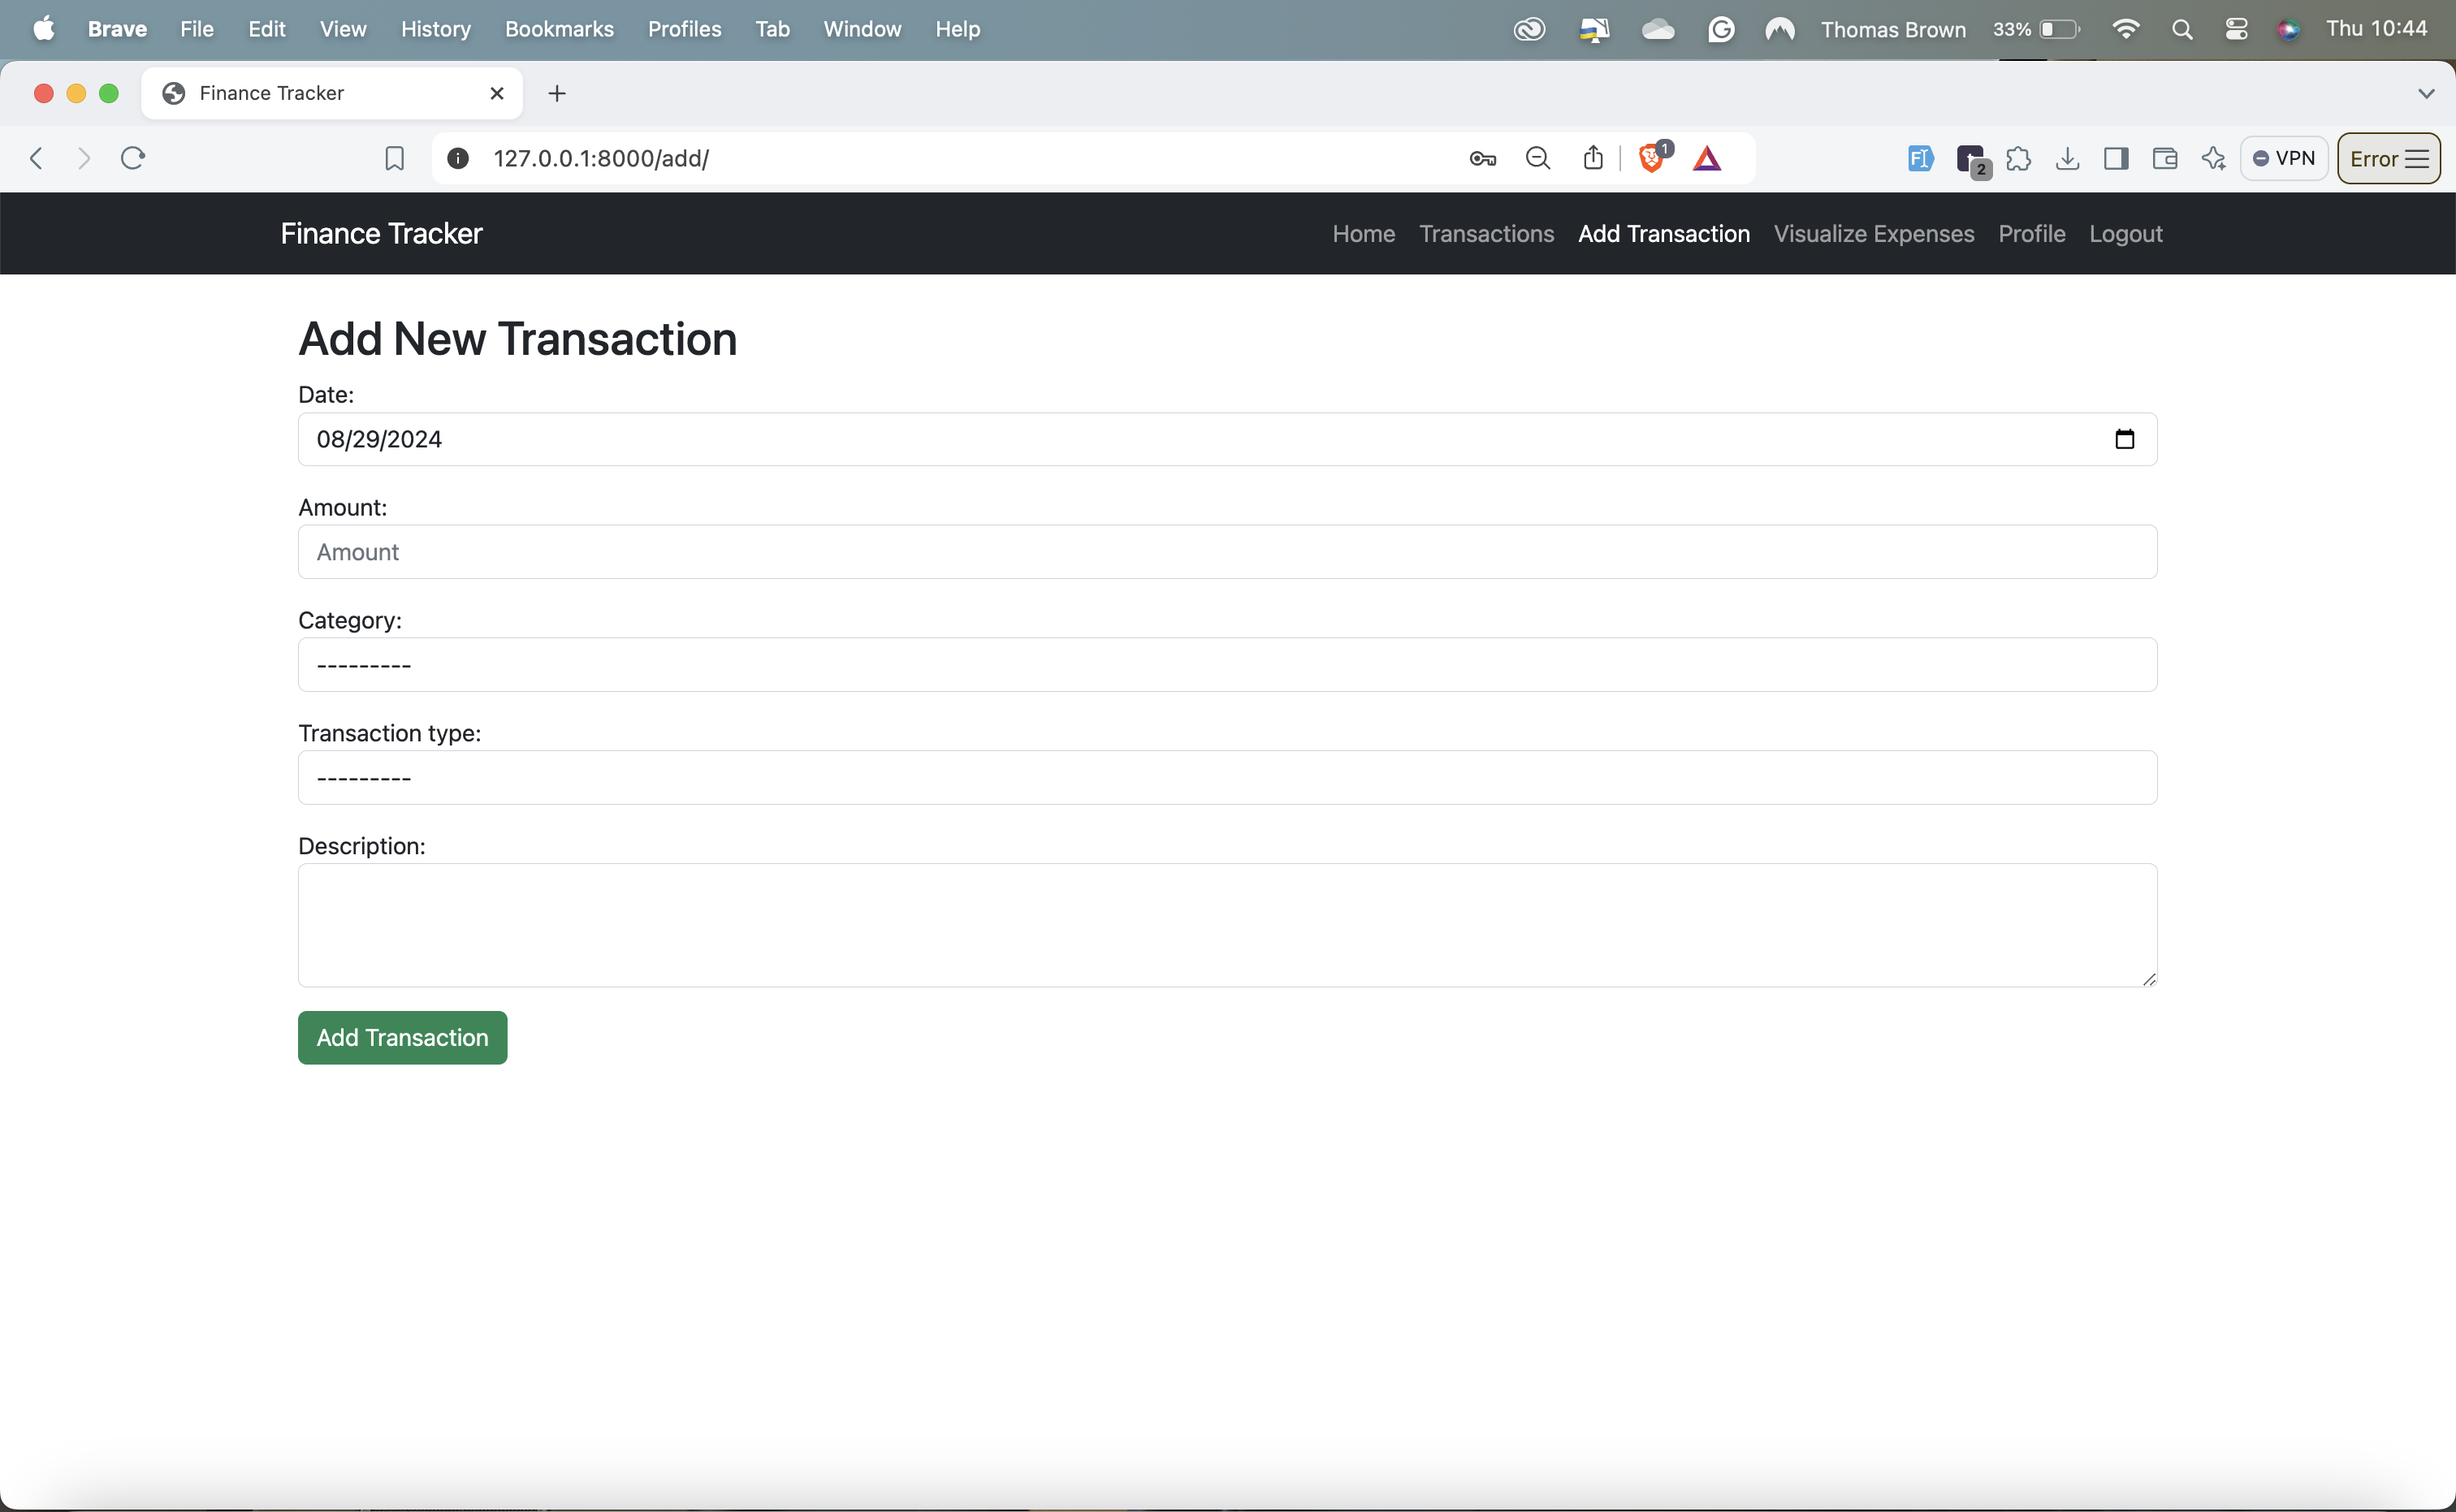 Brave File Edit View History Bookmarks Profiles Tab Window Help Thomas Brown 33% Thu 10:44
Finance Tracker
127.0.0.1:8000/add/ 1 2 VPN Error
Finance Tracker Home Transactions Add Transaction Visualize Expenses Profile Logout
Add New Transaction
Date:
08/29/2024
Amount:
Amount
Category:
---------
Transaction type:
---------
Description:
Add Transaction